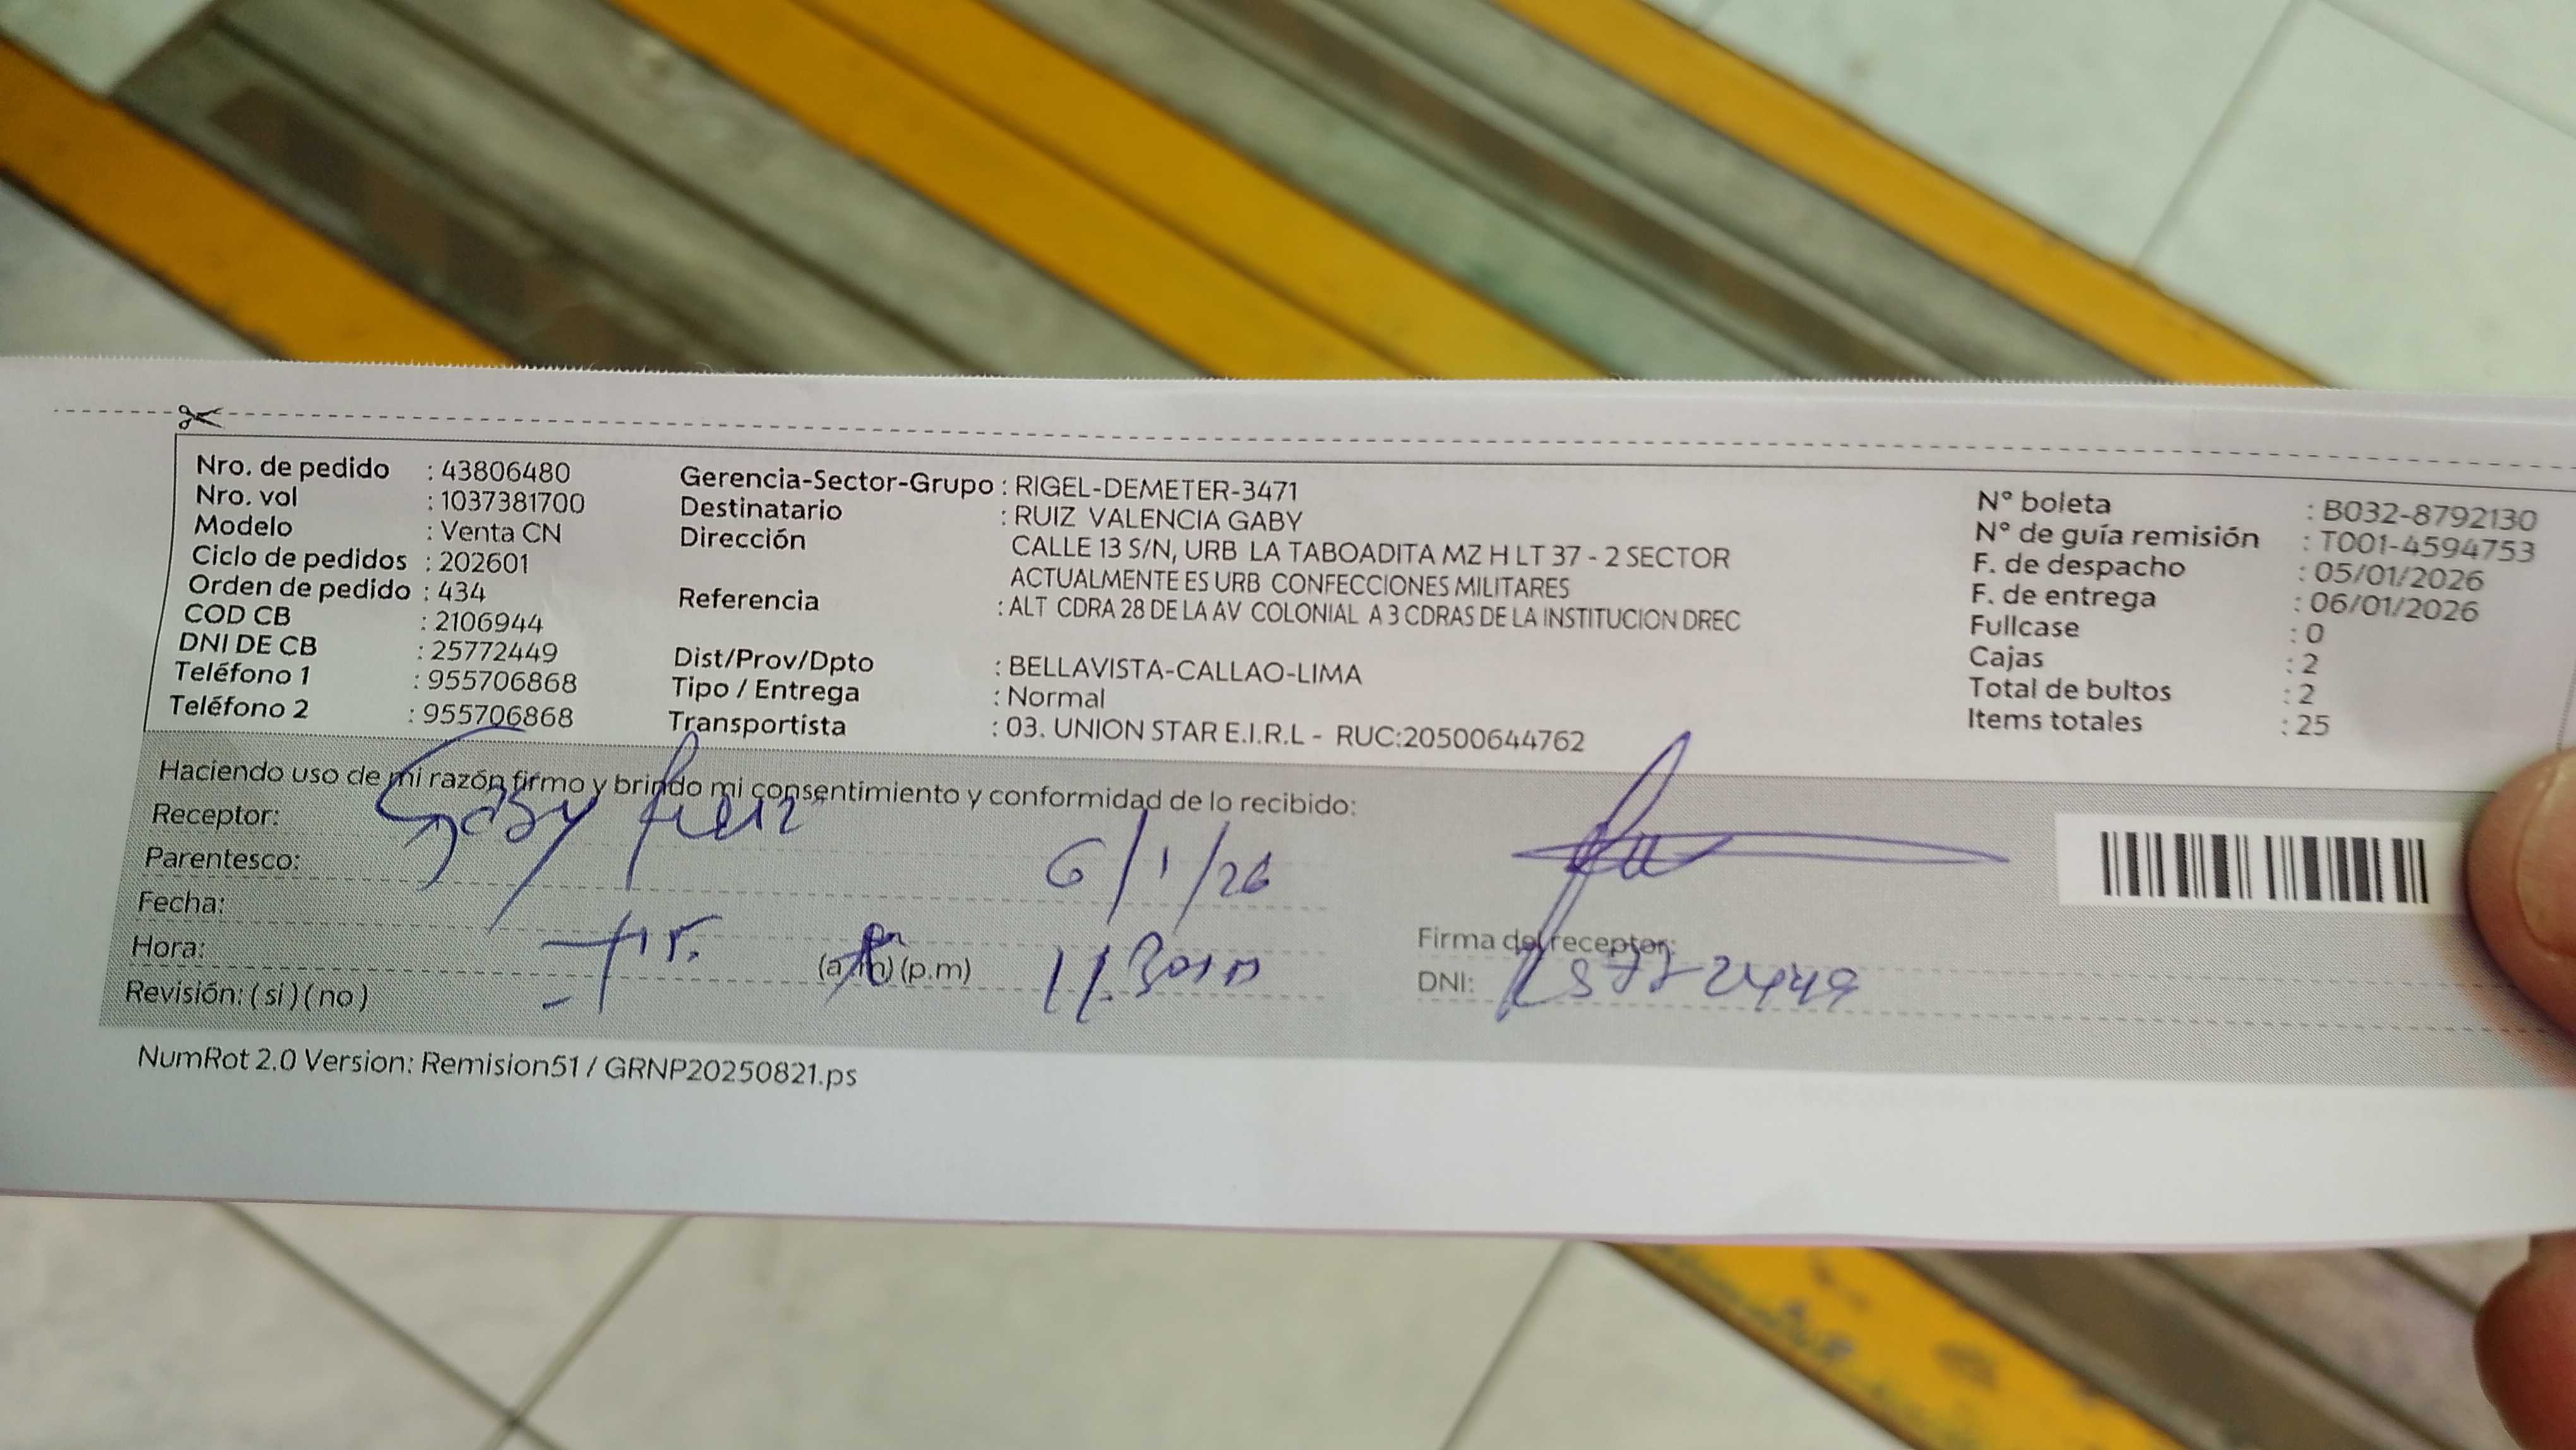 Nro. de pedido : 43806480
Nro. vol : 1037381700
Modelo : Venta CN
Ciclo de pedidos : 202601
Orden de pedido : 434
COD CB : 2106944
DNI DE CB : 25772449
Teléfono 1 : 955706868
Teléfono 2 : 955706868
Gerencia-Sector-Grupo : RIGEL-DEMETER-3471
Destinatario : RUIZ VALENCIA GABY
Dirección CALLE 13 S/N, URB LA TABOADITA MZ H LT 37 - 2 SECTOR
ACTUALMENTE ES URB CONFECCIONES MILITARES
Referencia : ALT CDRA 28 DE LA AV COLONIAL A 3 CDRAS DE LA INSTITUCION DREC
Dist/Prov/Dpto : BELLAVISTA-CALLAO-LIMA
Tipo / Entrega : Normal
Transportista : 03. UNION STAR E.I.R.L - RUC:20500644762
N° boleta : B032-8792130
N° de guía remisión : T001-4594753
F. de despacho : 05/01/2026
F. de entrega : 06/01/2026
Fullcase : 0
Cajas : 2
Total de bultos : 2
Items totales : 25
Haciendo uso de mi razón firmo y brindo mi consentimiento y conformidad de lo recibido:
Receptor: Gaby Ruiz
Parentesco:
Fecha: 6/1/26
Hora: (a.m) (p.m)
Revisión: ( si ) ( no )
Firma del receptor:
DNI: 25772449
NumRot 2.0 Version: Remision51 / GRNP20250821.ps